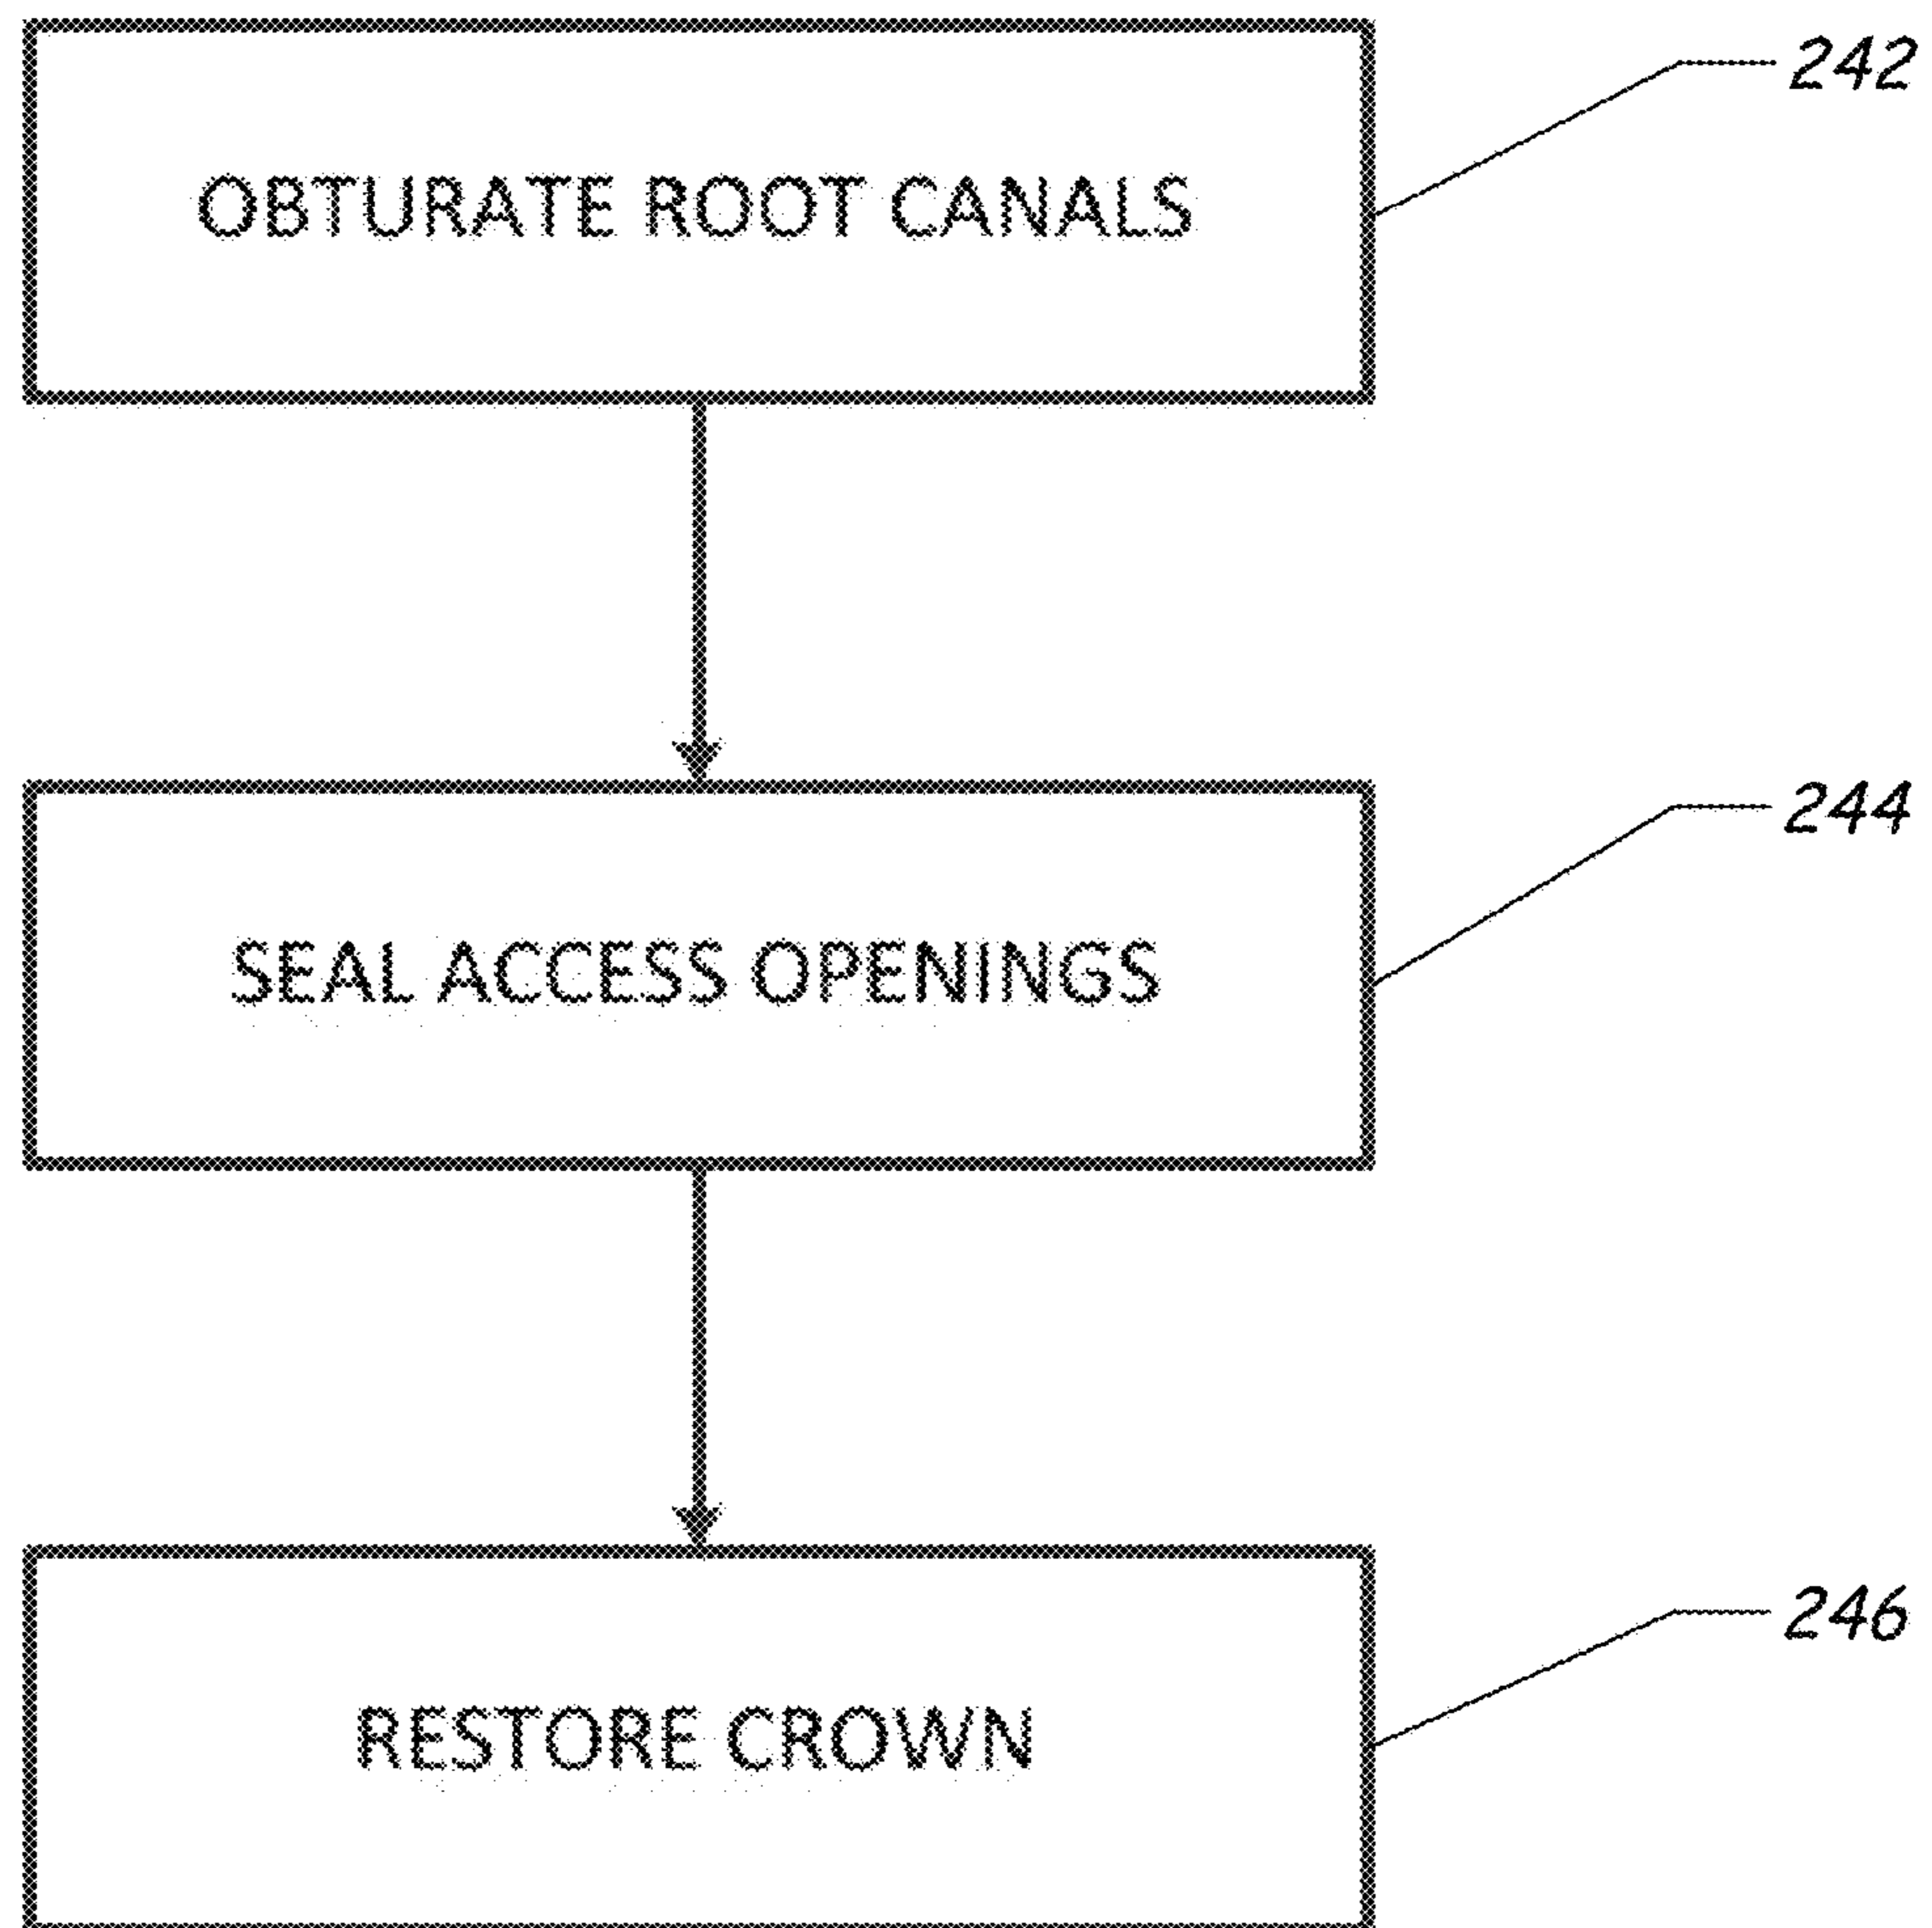 242
OBTURATE ROOT CANALS
244
SEAL ACCESS OPENINGS
246
RESTORE CROWN